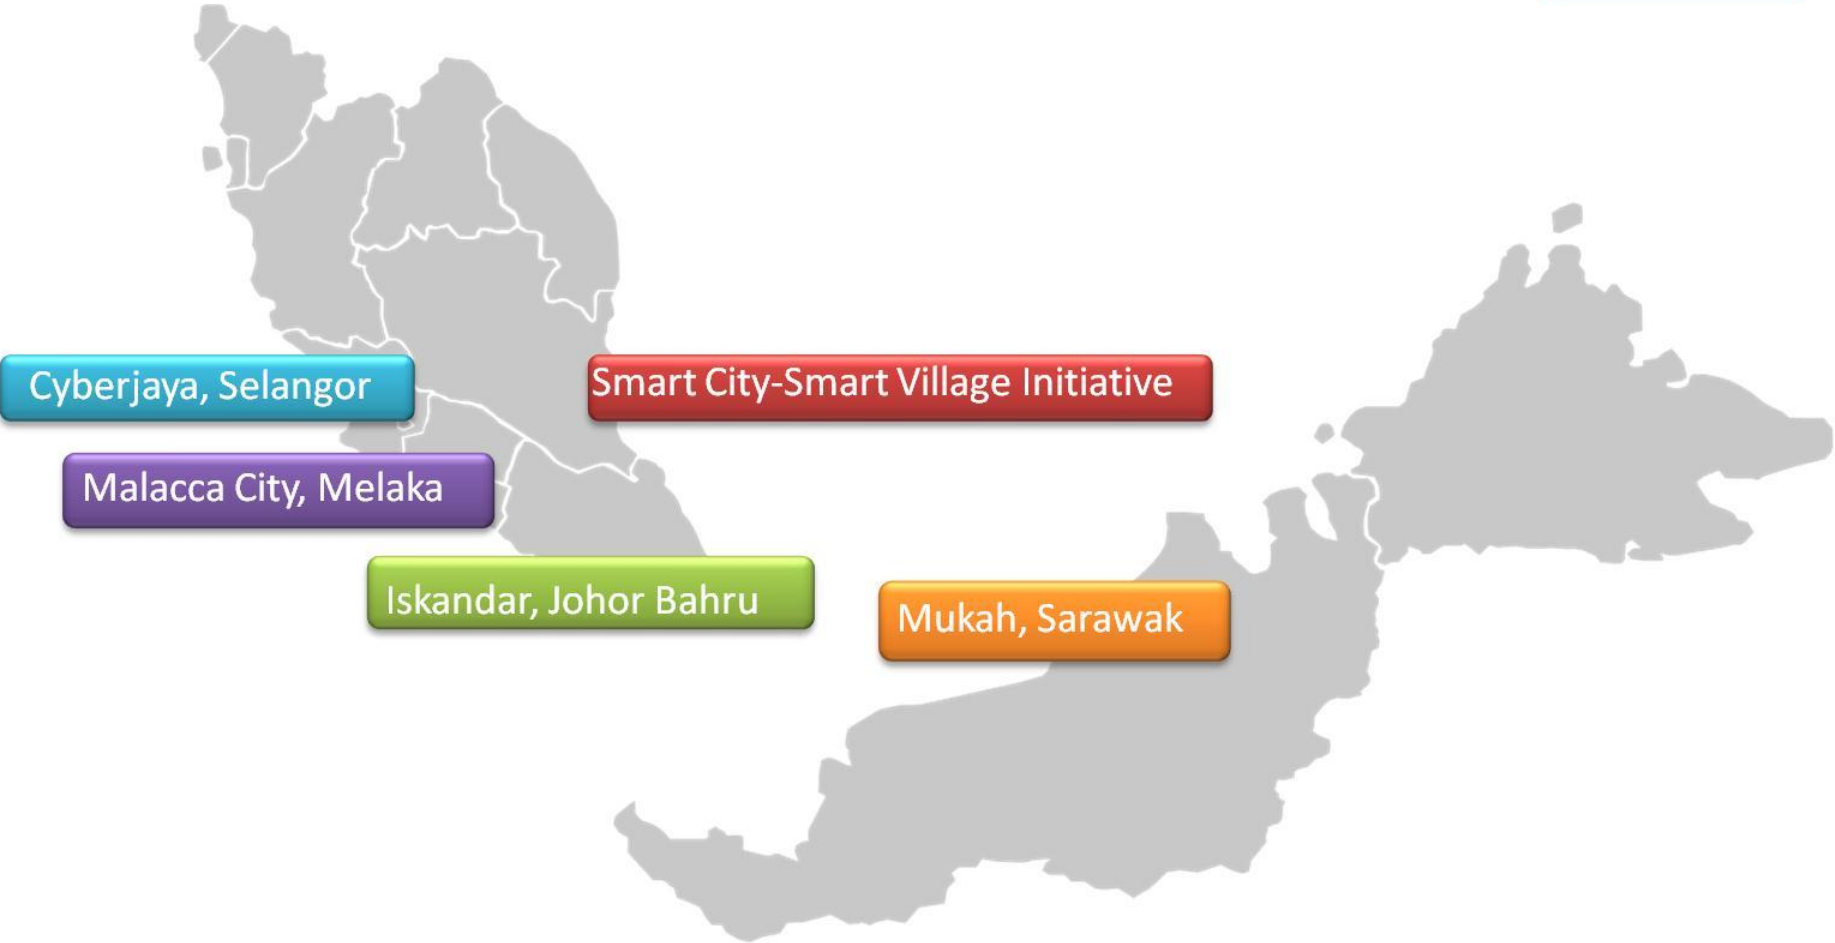 Cyberjaya, Selangor
Smart City-Smart Village Initiative
Malacca City, Melaka
Iskandar, Johor Bahru
Mukah, Sarawak